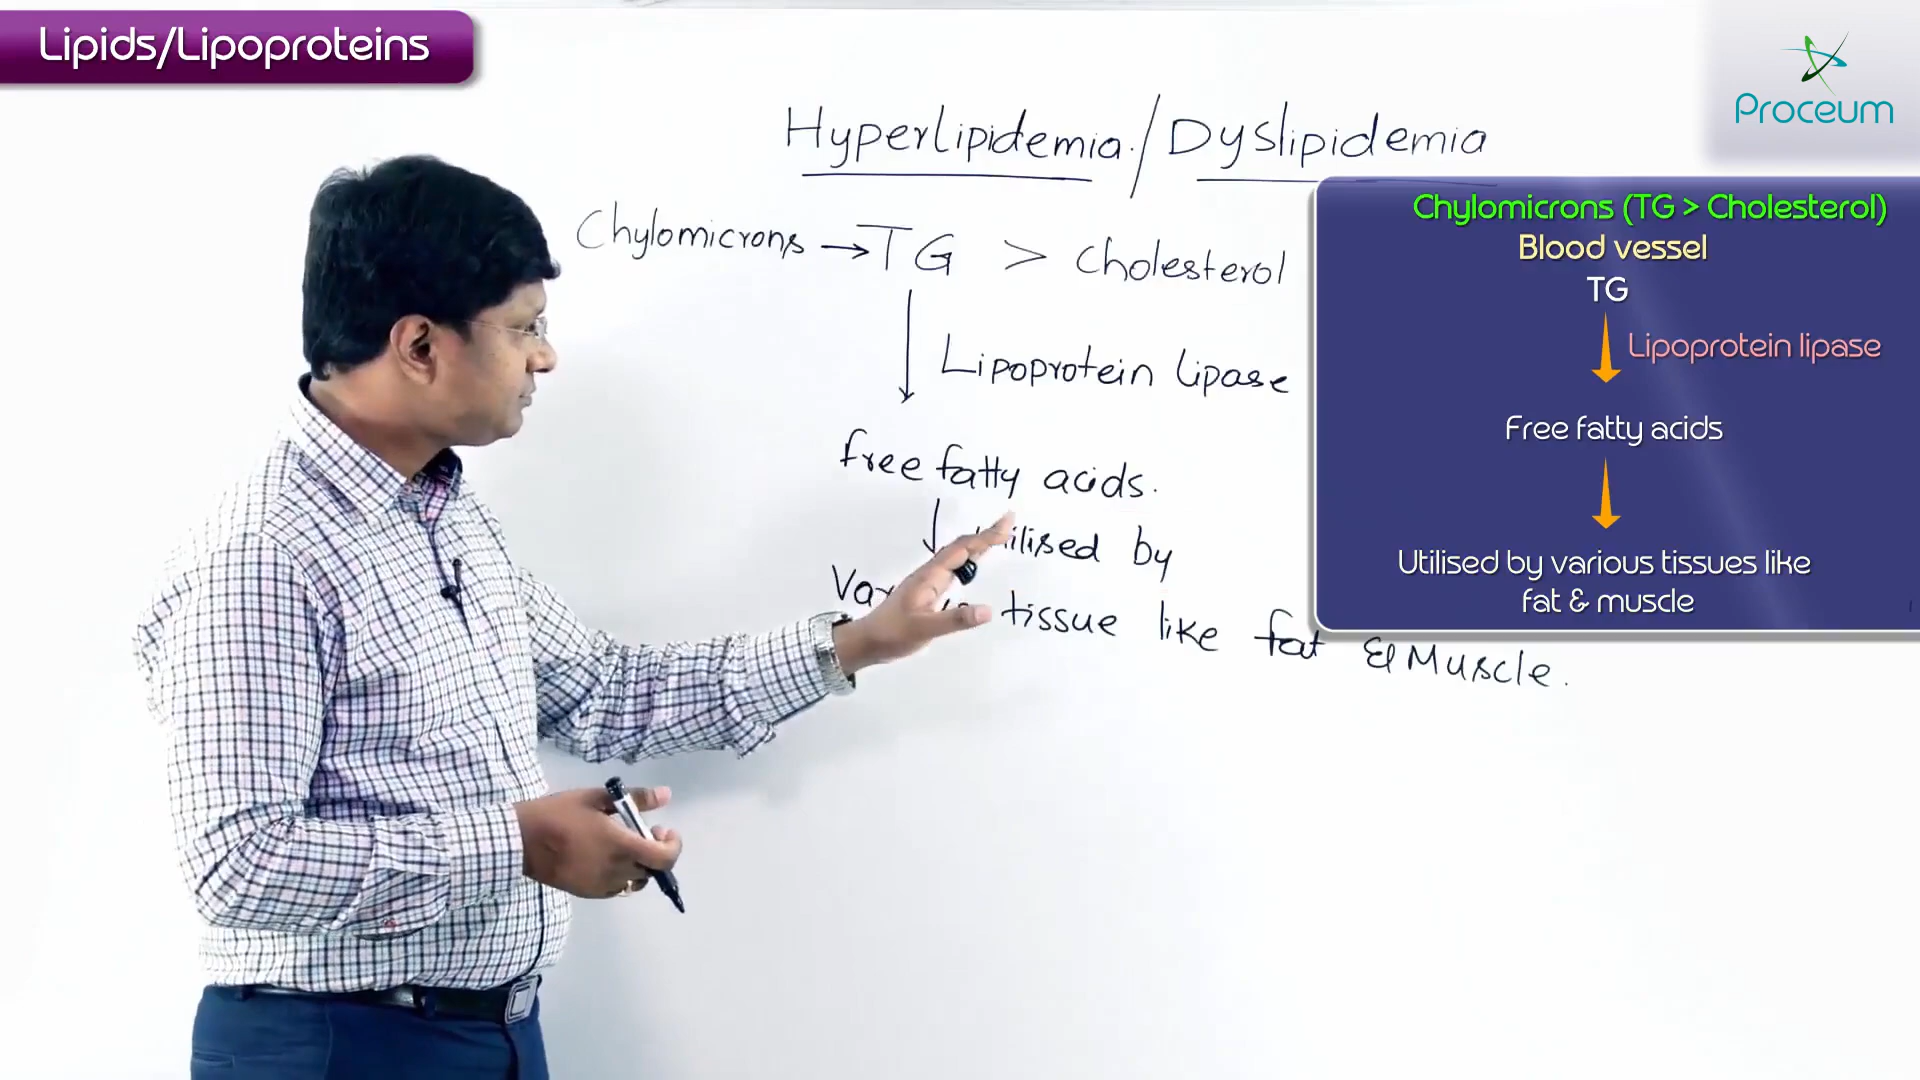 Lipids/Lipoproteins
Proceum
Hyperlipidemia/Dyslipidemia
Chylomicrons → TG > Cholesterol
Lipoprotein lipase
free fatty acids.
by
tissue like fat & Muscle.
Chylomicrons (TG > Cholesterol)
Blood vessel
TG
Lipoprotein lipase
Free fatty acids
Utilised by various tissues like
fat & muscle